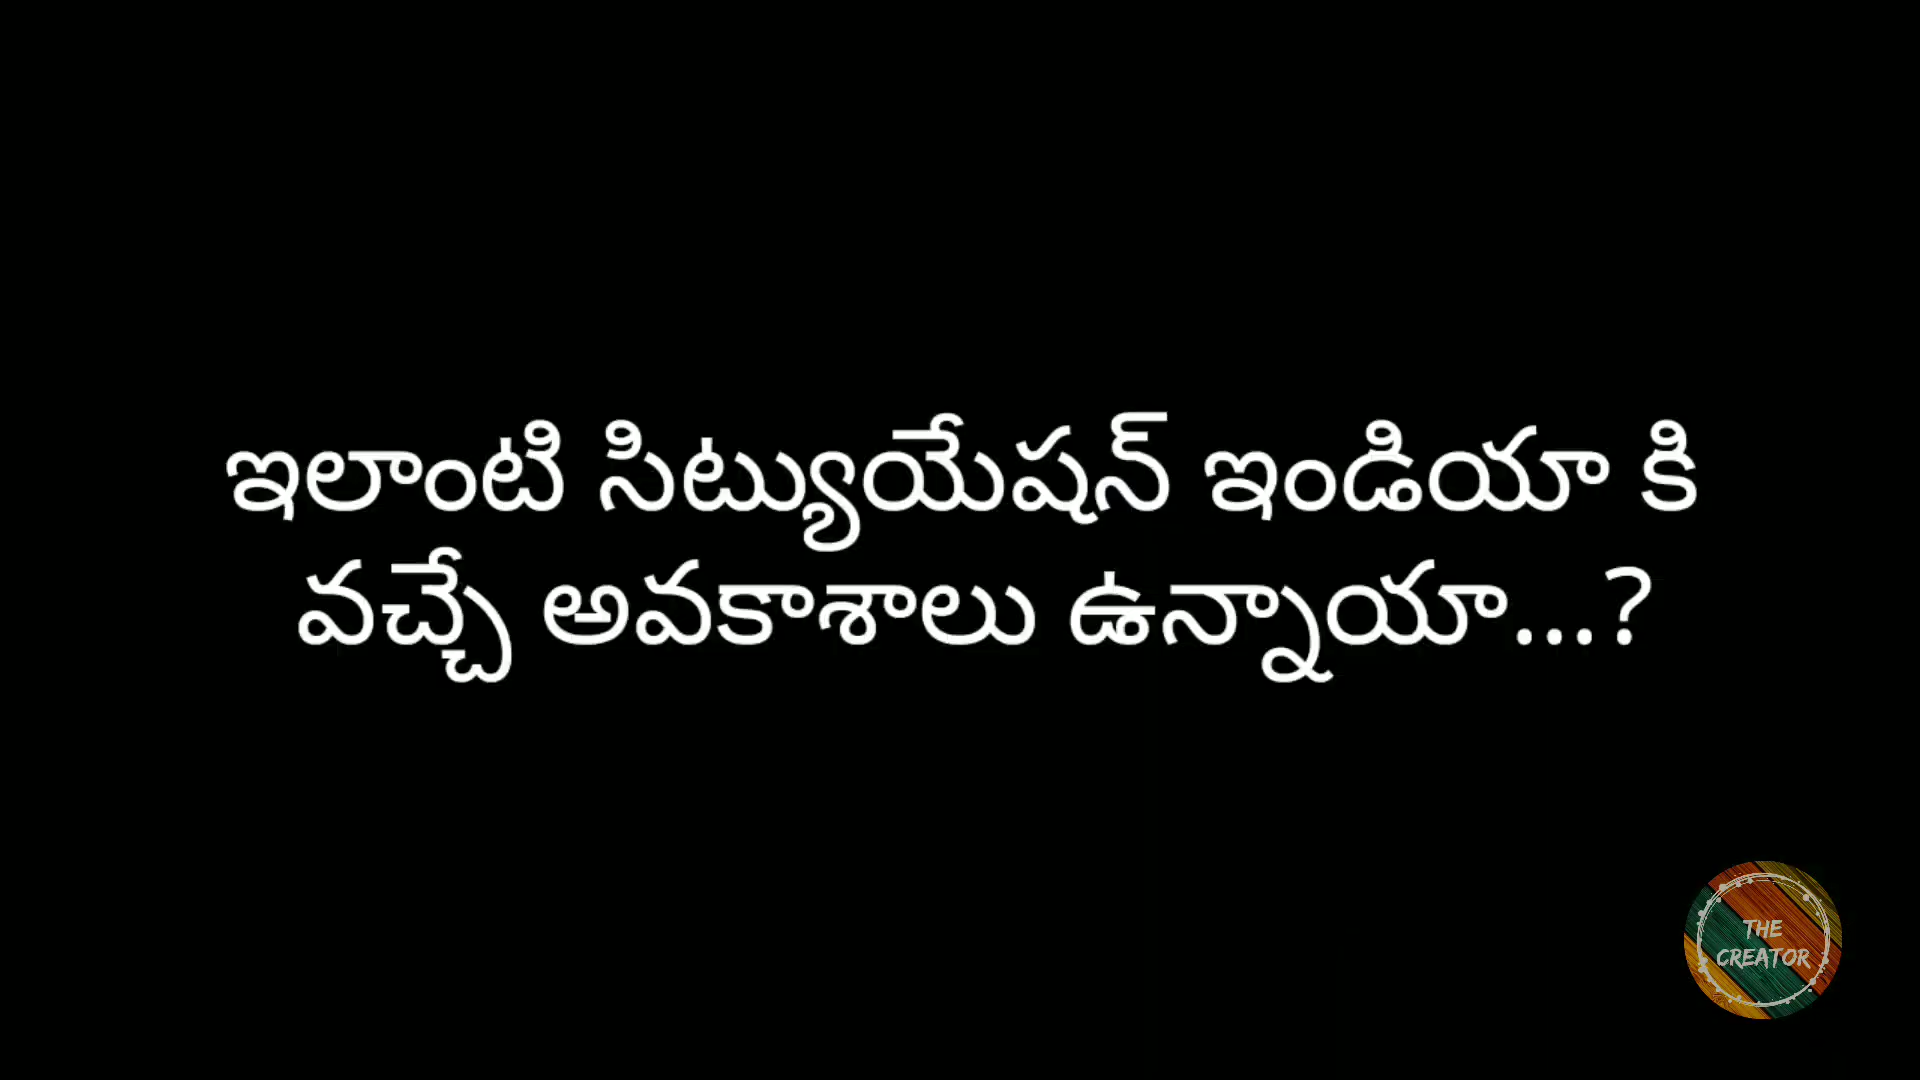 ఇలాంటి సిట్యుయేషన్ ఇండియా కి
వచ్చే అవకాశాలు ఉన్నాయా...?
THE
CREATOR